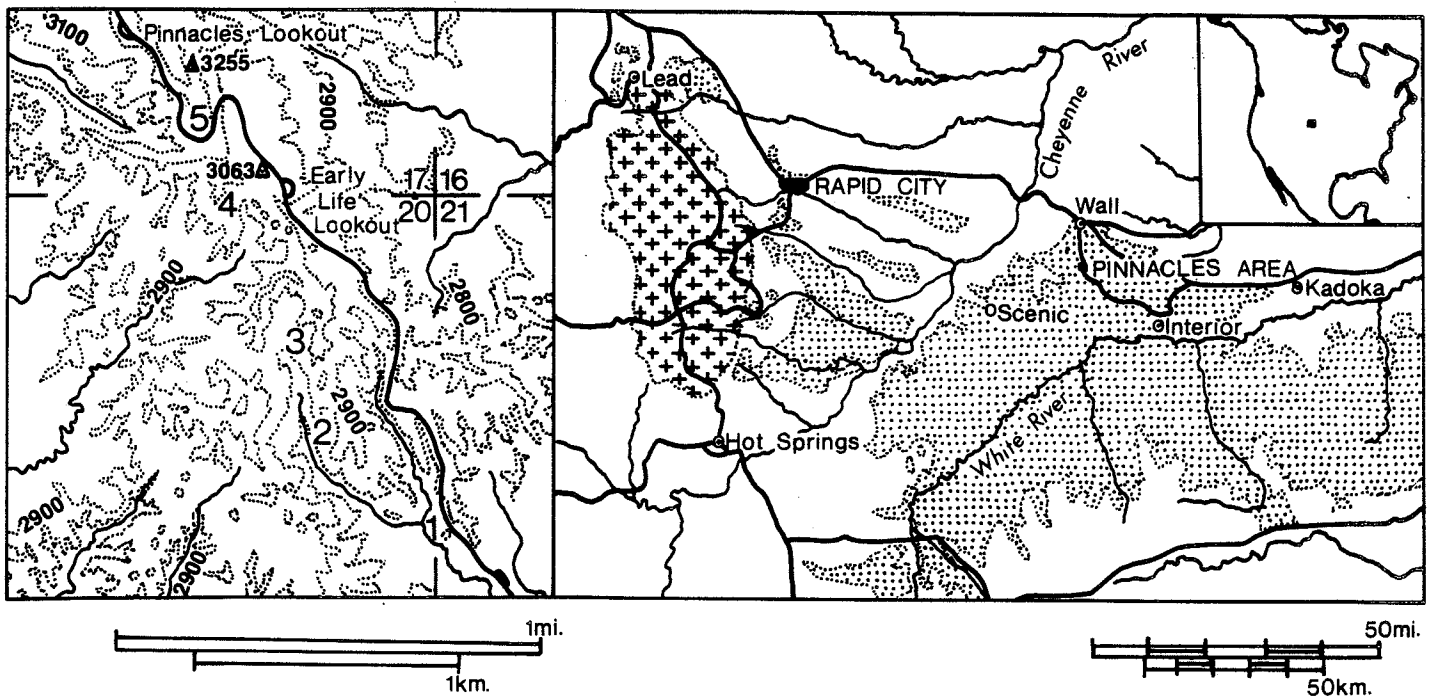 3100
Pinnacles Lookout
3255
5
2900
3063
Early
Life
Lookout
17 16
20 21
4
2900
2800
3
2900
2
2900
2900
1
Lead
RAPID CITY
Cheyenne
River
Wall
PINNACLES AREA
Kadoka
Scenic
Interior
White River
Hot Springs
1mi.
1km.
50mi.
50km.